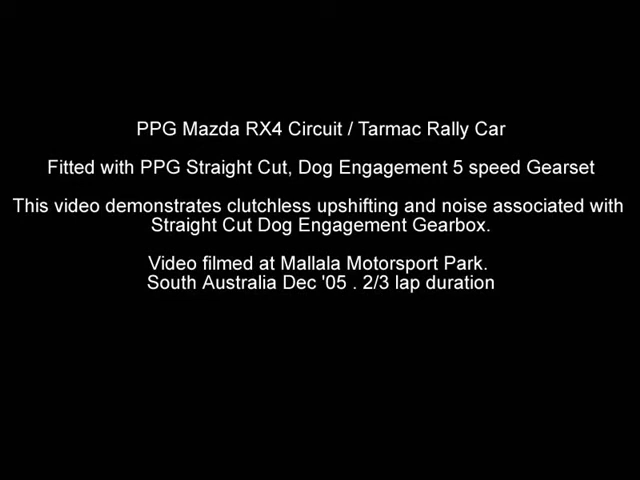 PPG Mazda RX4 Circuit / Tarmac Rally Car
Fitted with PPG Straight Cut, Dog Engagement 5 speed Gearset
This video demonstrates clutchless upshifting and noise associated with
Straight Cut Dog Engagement Gearbox.
Video filmed at Mallala Motorsport Park.
South Australia Dec '05 . 2/3 lap duration